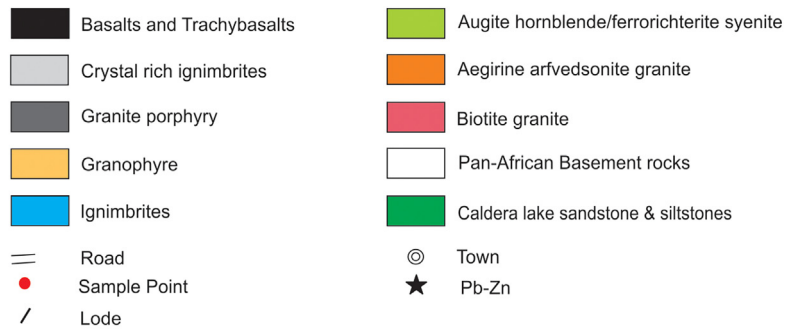 Basalts and Trachybasalts
Crystal rich ignimbrites
Granite porphyry
Granophyre
Ignimbrites
Road
Sample Point
Lode
Augite hornblende/ferrorichterite syenite
Aegirine arfvedsonite granite
Biotite granite
Pan-African Basement rocks
Caldera lake sandstone & siltstones
Town
Pb-Zn